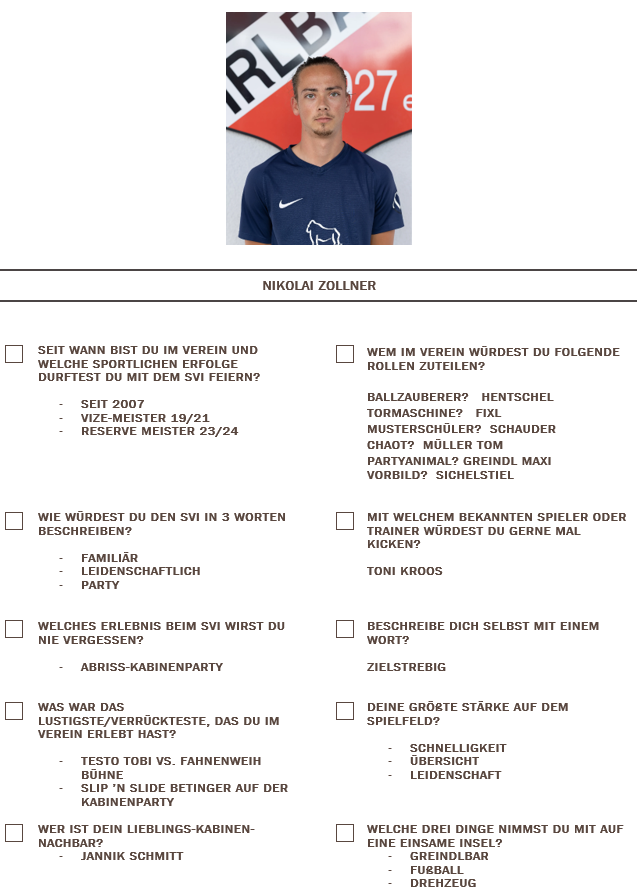 IRLBA
1927 e
NIKOLAI ZOLLNER
SEIT WANN BIST DU IM VEREIN UND
WELCHE SPORTLICHEN ERFOLGE
DURFTEST DU MIT DEM SVI FEIERN?
- SEIT 2007
- VIZE-MEISTER 19/21
- RESERVE MEISTER 23/24
WEM IM VEREIN WÜRDEST DU FOLGENDE
ROLLEN ZUTEILEN?
BALLZAUBERER? HENTSCHEL
TORMASCHINE? FIXL
MUSTERSCHÜLER? SCHAUDER
CHAOT? MÜLLER TOM
PARTYANIMAL? GREINDL MAXI
VORBILD? SICHELSTIEL
WIE WÜRDEST DU DEN SVI IN 3 WORTEN
BESCHREIBEN?
- FAMILIÄR
- LEIDENSCHAFTLICH
- PARTY
MIT WELCHEM BEKANNTEN SPIELER ODER
TRAINER WÜRDEST DU GERNE MAL
KICKEN?
TONI KROOS
WELCHES ERLEBNIS BEIM SVI WIRST DU
NIE VERGESSEN?
- ABRISS-KABINENPARTY
BESCHREIBE DICH SELBST MIT EINEM
WORT?
ZIELSTREBIG
WAS WAR DAS
LUSTIGSTE/VERRÜCKTESTE, DAS DU IM
VEREIN ERLEBT HAST?
- TESTO TOBI VS. FAHNENWEIH
BÜHNE
- SLIP 'N SLIDE BETINGER AUF DER
KABINENPARTY
DEINE GRÖßTE STÄRKE AUF DEM
SPIELFELD?
- SCHNELLIGKEIT
- ÜBERSICHT
- LEIDENSCHAFT
WER IST DEIN LIEBLINGS-KABINEN-
NACHBAR?
- JANNIK SCHMITT
WELCHE DREI DINGE NIMMST DU MIT AUF
EINE EINSAME INSEL?
- GREINDLBAR
- FUßBALL
- DREHZEUG